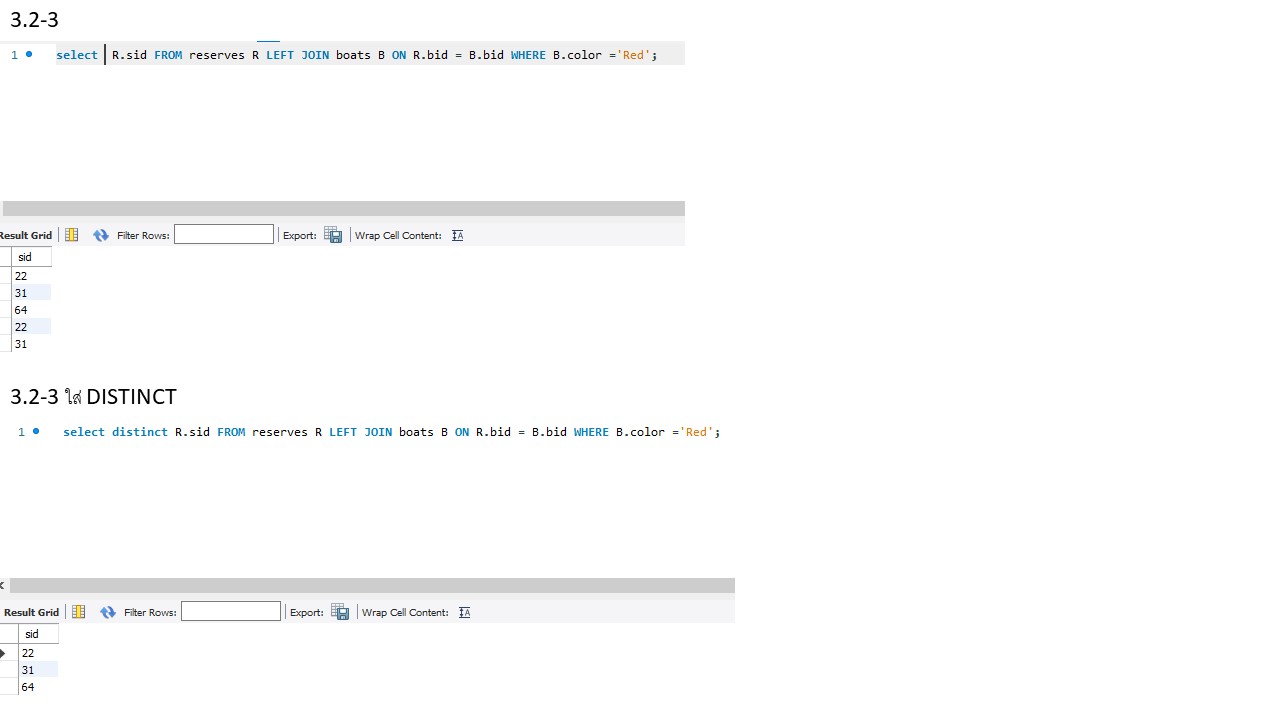 3.2-3
1 select R.sid FROM reserves R LEFT JOIN boats B ON R.bid = B.bid WHERE B.color ='Red';
Result Grid Filter Rows: Export: Wrap Cell Content:
sid
22
31
64
22
31
3.2-3 ใส่ DISTINCT
1 select distinct R.sid FROM reserves R LEFT JOIN boats B ON R.bid = B.bid WHERE B.color ='Red';
Result Grid Filter Rows: Export: Wrap Cell Content:
sid
22
31
64